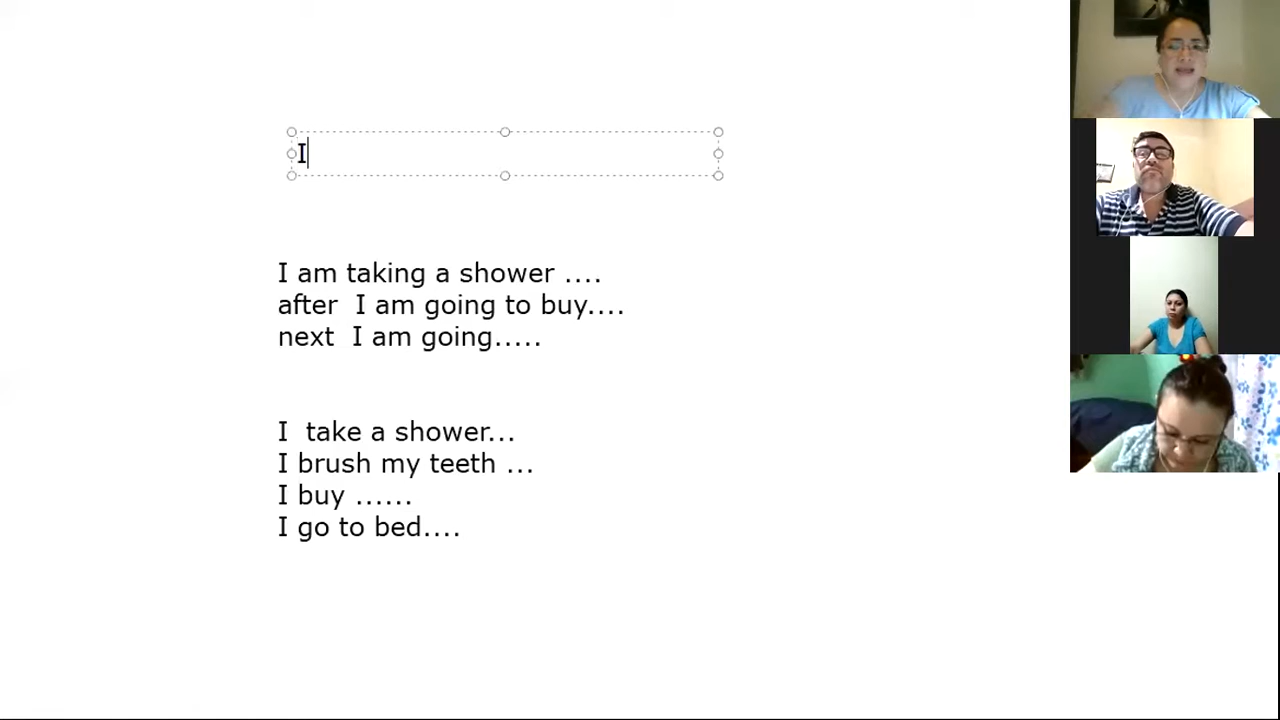 I
I am taking a shower ....
after I am going to buy....
next I am going.....
I take a shower...
I brush my teeth ...
I buy ......
I go to bed....